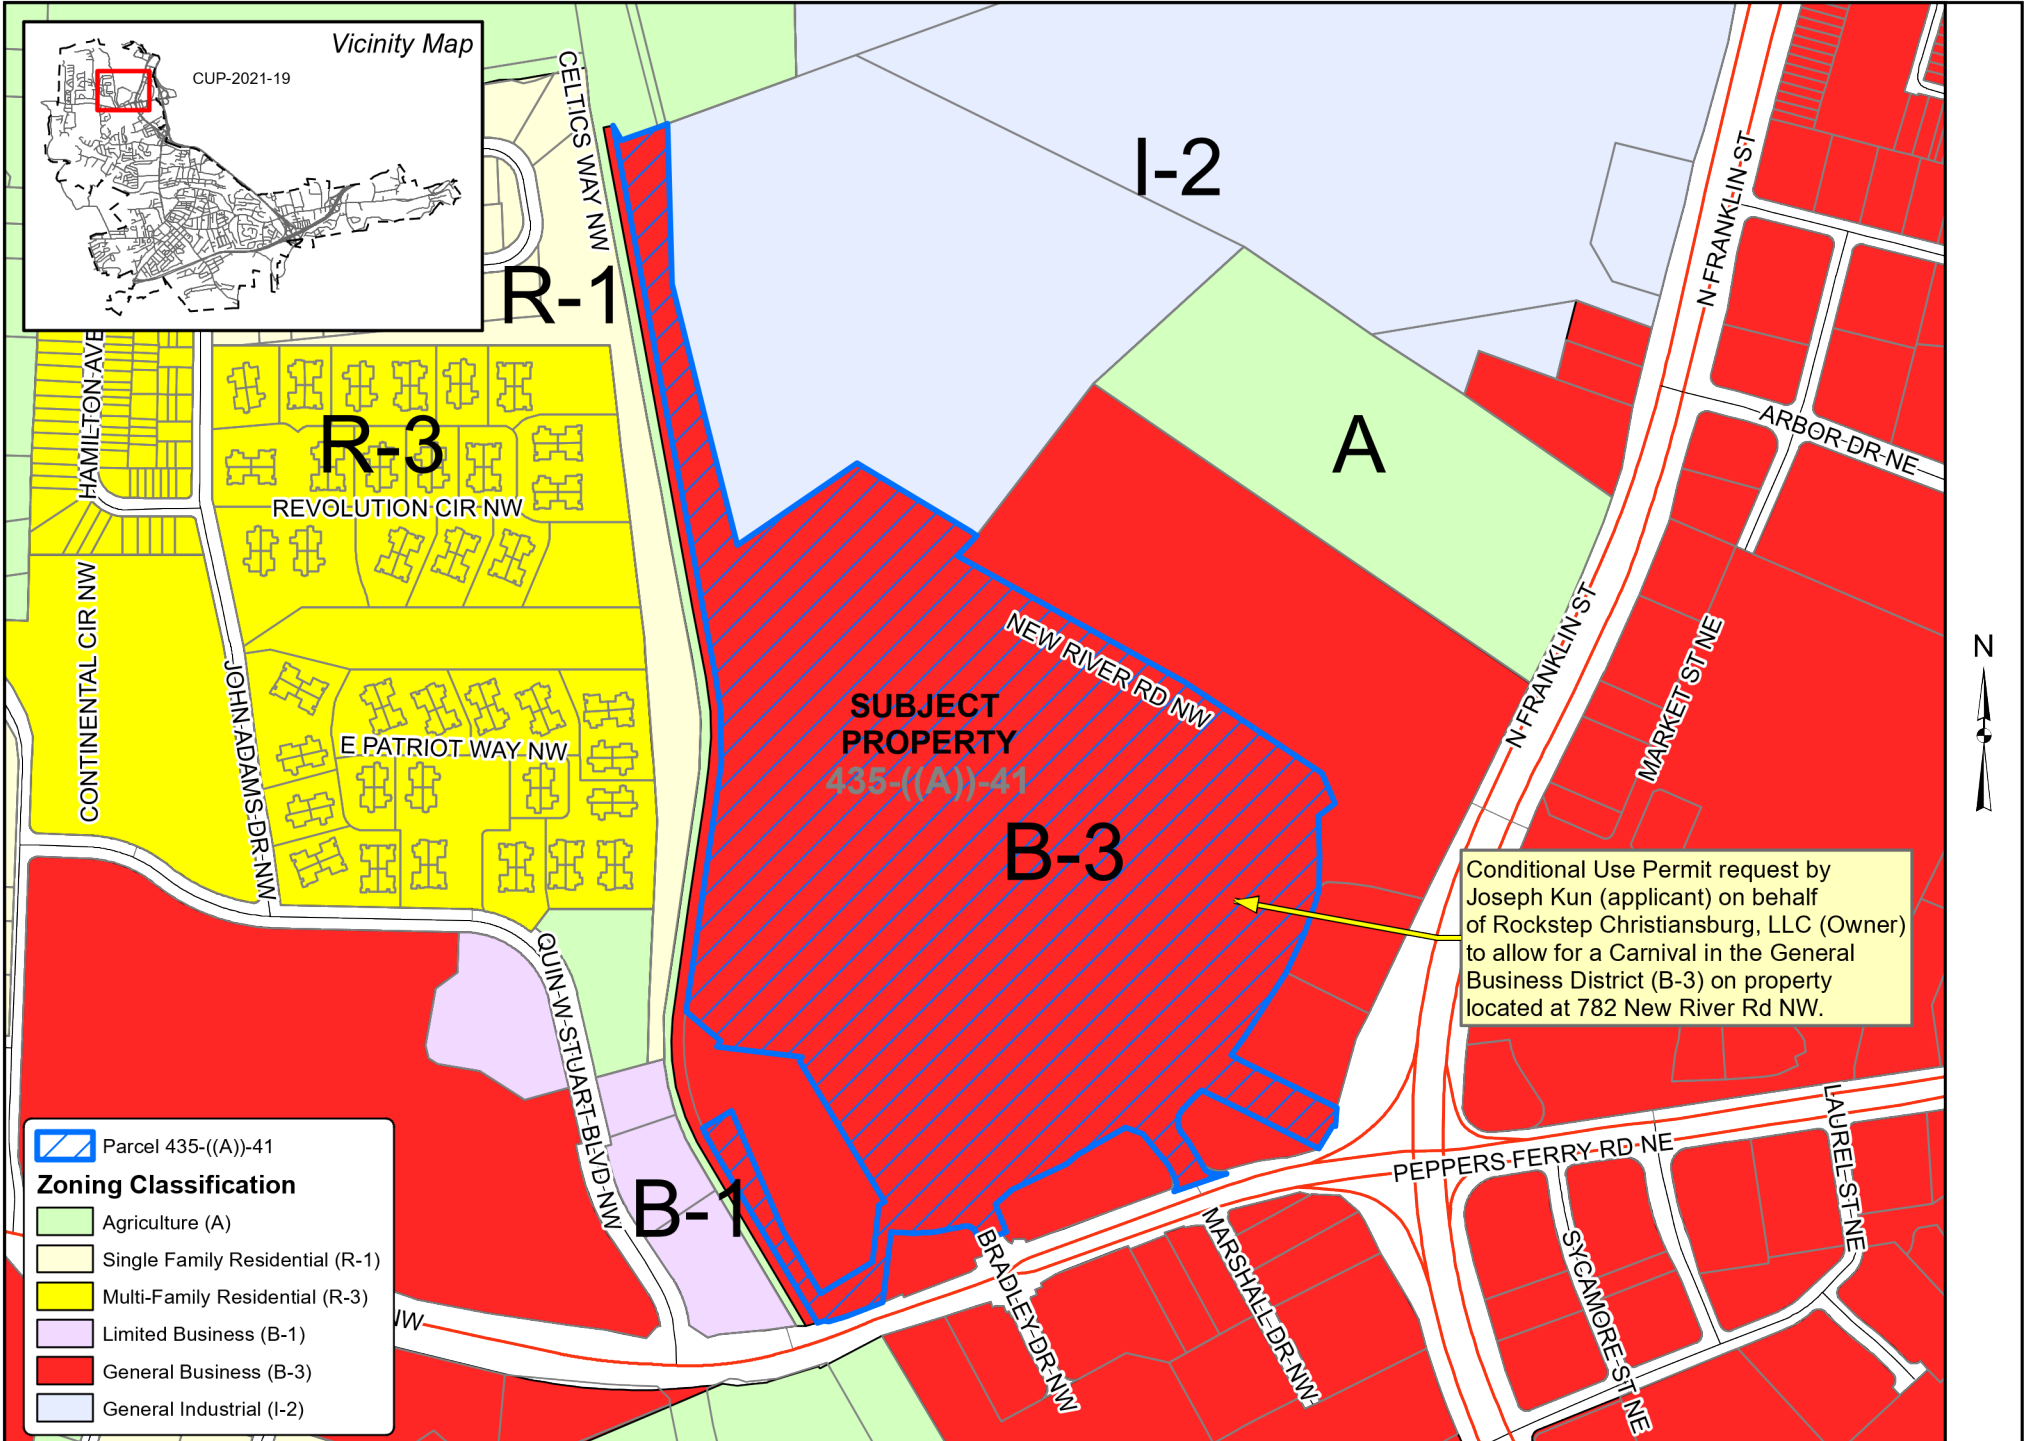 Vicinity Map
CUP-2021-19
CELTICS WAY NW
N FRANKLIN ST
I-2
R-1
HAMILTON AVE
R-3
REVOLUTION CIR NW
A
ARBOR DR NE
CONTINENTAL CIR NW
JOHN ADAMS DR NW
E PATRIOT WAY NW
NEW RIVER RD NW
SUBJECT
PROPERTY
435-((A))-41
B-3
N FRANKLIN ST
MARKET ST NE
N
Conditional Use Permit request by
Joseph Kun (applicant) on behalf
of Rockstep Christiansburg, LLC (Owner)
to allow for a Carnival in the General
Business District (B-3) on property
located at 782 New River Rd NW.
QUIN W STUART BLVD NW
B-1
PEPPERS FERRY RD NE
LAUREL ST NE
BRADLEY DR NW
MARSHALL DR NW
SYCAMORE ST NE
NW
Parcel 435-((A))-41
Zoning Classification
Agriculture (A)
Single Family Residential (R-1)
Multi-Family Residential (R-3)
Limited Business (B-1)
General Business (B-3)
General Industrial (I-2)